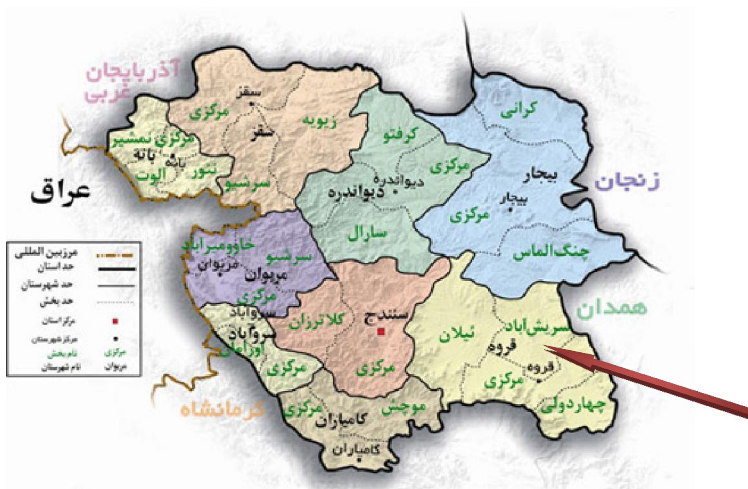 آذربایجان
غربی
زنجان
همدان
کرمانشاه
عراق
سقز
مرکزی
سقز
زیویه
سرشیو
مرکزی
نمشیر
بانه
بانه
آلوت
ننور
کرفتو
مرکزی
دیواندره
دیواندره
سارال
کرانی
بیجار
بیجار
مرکزی
چنگ الماس
خاوومیرآباد
سرشیو
مریوان
مریوان
مرکزی
سروآباد
سروآباد
اورامان
مرکزی
کلاترزان
سنندج
مرکزی
ئیلان
سریش‌آباد
قروه
قروه
مرکزی
چهاردولی
مرکزی
موچش
کامیاران
کامیاران
مرزبین المللی
حد استان
حد شهرستان
حد بخش
مرکز استان
مرکز شهرستان
نام بخش مرکزی
نام شهرستان مریوان